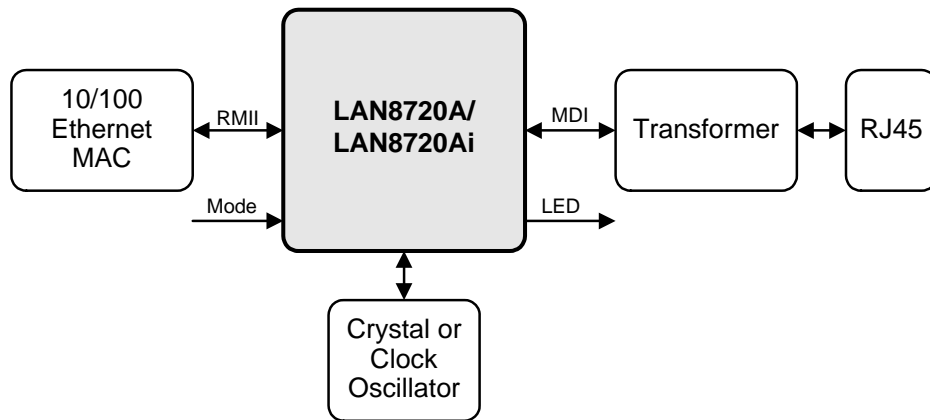 10/100
Ethernet
MAC
RMII
Mode
LAN8720A/
LAN8720Ai
MDI
LED
Transformer
RJ45
Crystal or
Clock
Oscillator